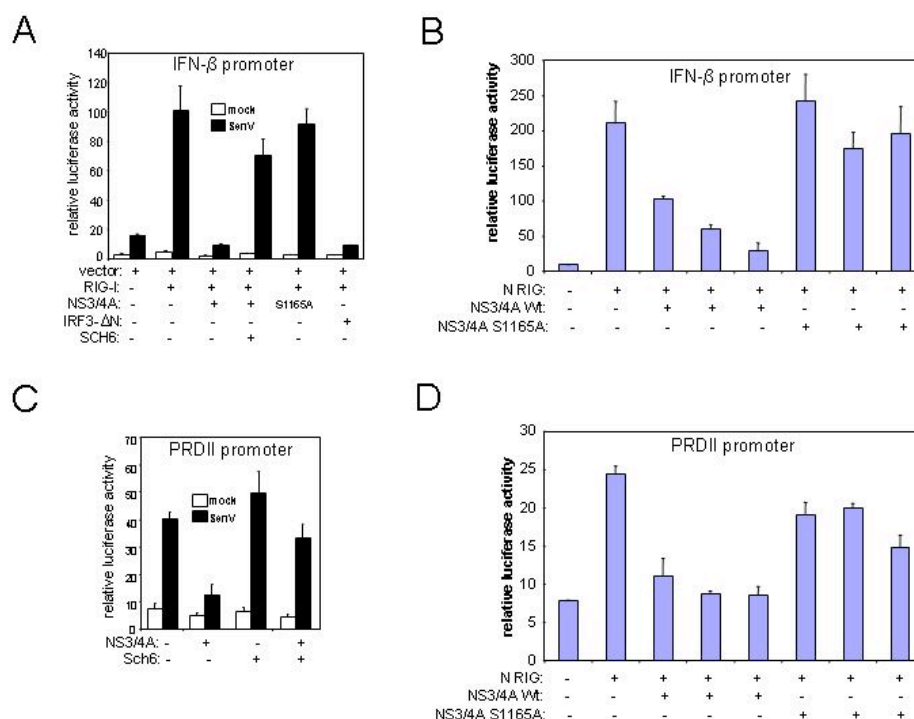 A
IFN-β promoter
relative luciferase activity
140
120
100
80
60
40
20
0
mock
SenV
vector: + + + + + +
RIG-I: - + + + + +
NS3/4A: - - + + S1165A -
IRF3-ΔN: - - - - - +
SCH6: - - - + - -
B
IFN-β promoter
relative luciferase activity
300
250
200
150
100
50
0
N RIG: - + + + + + + +
NS3/4A Wt: - - + + + - - -
NS3/4A S1165A: - - - - - + + +
C
PRDII promoter
relative luciferase activity
70
60
50
40
30
20
10
0
mock
SenV
NS3/4A: - + - +
Sch6: - - + +
D
PRDII promoter
relative luciferase activity
30
25
20
15
10
5
0
N RIG: - + + + + + + +
NS3/4A Wt: - - + + + - - -
NS3/4A S1165A: - - - - - + + +